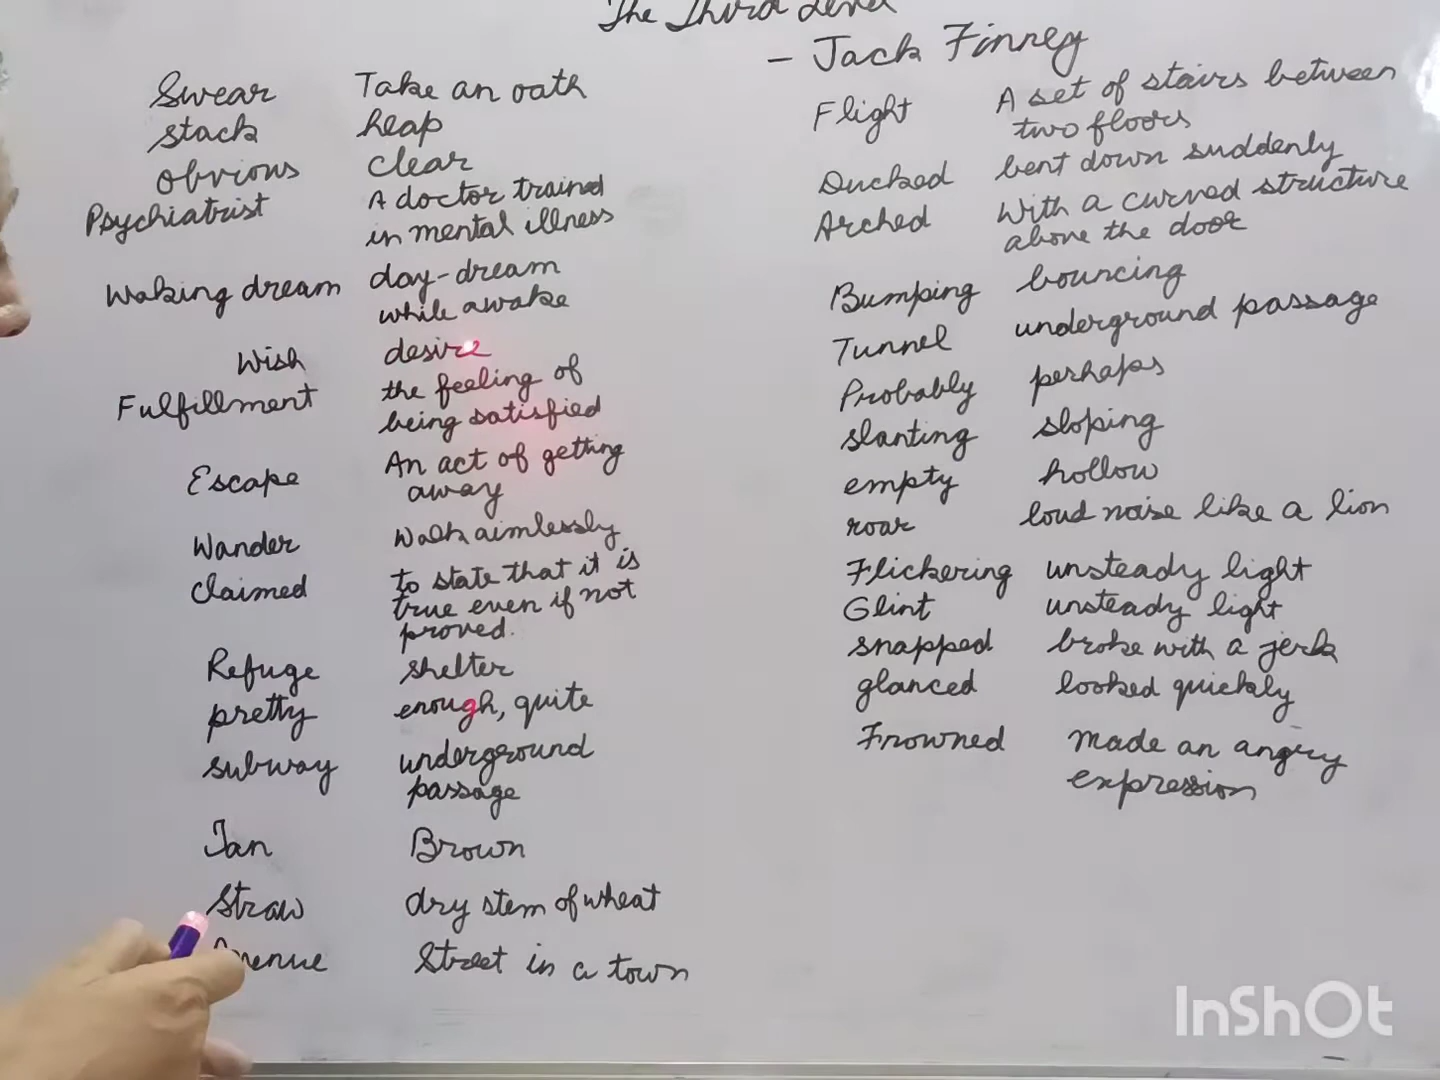 The Third Level
- Jack Finney
Swear Take an oath
stack heap
obvious clear
Psychiatrist A doctor trained
in mental illness
Waking dream day-dream
while awake
Wish desire
Fulfillment the feeling of
being satisfied
Escape An act of getting
away
Wander Walk aimlessly
claimed to state that it is
true even if not
proved.
Refuge shelter
pretty enough, quite
subway underground
passage
Tan Brown
Straw dry stem of wheat
Street in a town
Flight A set of stairs between
two floors
Ducked bent down suddenly
Arched With a curved structure
above the door
Bumping bouncing
Tunnel underground passage
Probably perhaps
slanting sloping
empty hollow
roar loud noise like a lion
Flickering unsteady light
Glint unsteady light
snapped broke with a jerk
glanced looked quickly
Frowned made an angry
expression
InShOt